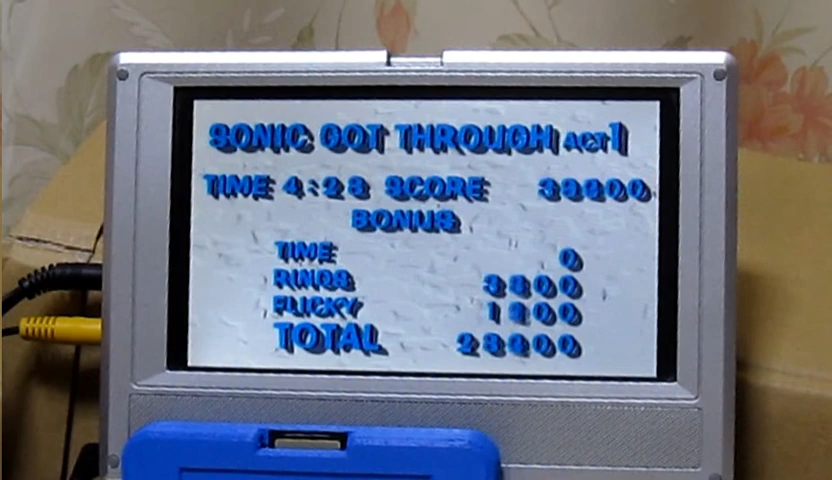 SONIC GOT THROUGH ACT 1
TIME 4:28 SCORE
BONUS
TIME 0
RINGS
FLICKY
TOTAL